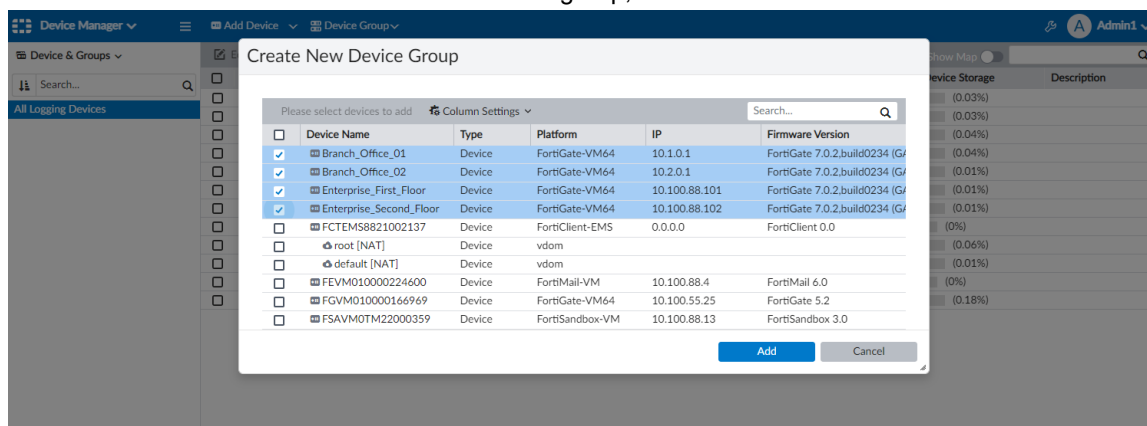 Device Manager
Add Device
Device Group
Admin1
A
Device & Groups
Show Map
Search...
All Logging Devices
Device Storage
Description
(0.03%)
(0.03%)
(0.04%)
(0.04%)
(0.01%)
(0.01%)
(0.01%)
(0%)
(0.06%)
(0.01%)
(0%)
(0.18%)
Create New Device Group
Please select devices to add
Column Settings
Search...
Device Name Type Platform IP Firmware Version
Branch_Office_01 Device FortiGate-VM64 10.1.0.1 FortiGate 7.0.2,build0234 (GA
Branch_Office_02 Device FortiGate-VM64 10.2.0.1 FortiGate 7.0.2,build0234 (GA
Enterprise_First_Floor Device FortiGate-VM64 10.100.88.101 FortiGate 7.0.2,build0234 (GA
Enterprise_Second_Floor Device FortiGate-VM64 10.100.88.102 FortiGate 7.0.2,build0234 (GA
FCTEMS8821002137 Device FortiClient-EMS 0.0.0.0 FortiClient 0.0
root [NAT] Device vdom
default [NAT] Device vdom
FEVM010000224600 Device FortiMail-VM 10.100.88.4 FortiMail 6.0
FGVM010000166969 Device FortiGate-VM64 10.100.55.25 FortiGate 5.2
FSAVM0TM22000359 Device FortiSandbox-VM 10.100.88.13 FortiSandbox 3.0
Add
Cancel